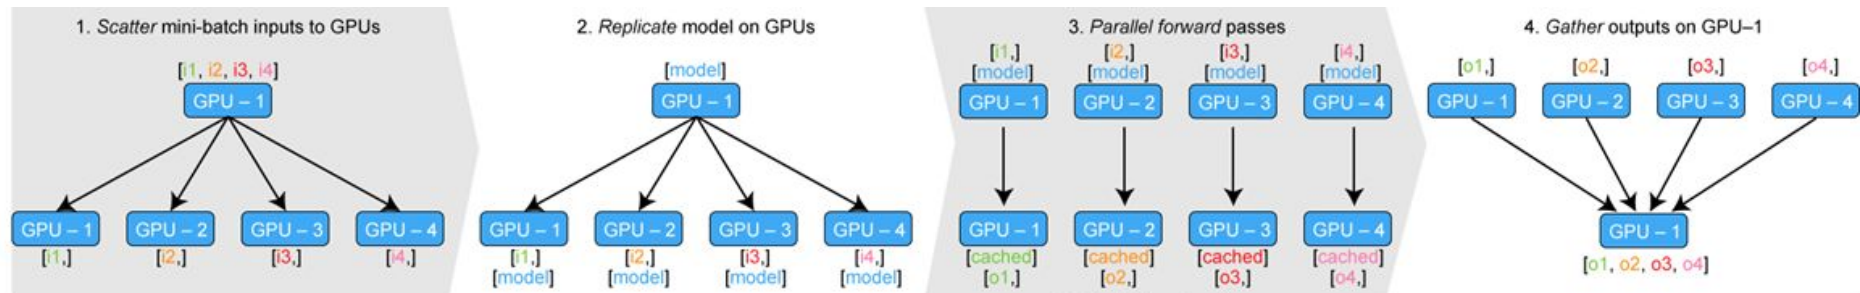 1. Scatter mini-batch inputs to GPUs
[i1, i2, i3, i4]
GPU – 1
GPU – 1 GPU – 2 GPU – 3 GPU – 4
[i1,] [i2,] [i3,] [i4,]
2. Replicate model on GPUs
[model]
GPU – 1
GPU – 1 GPU – 2 GPU – 3 GPU – 4
[i1,] [i2,] [i3,] [i4,]
[model] [model] [model] [model]
3. Parallel forward passes
[i1,] [i2,] [i3,] [i4,]
[model] [model] [model] [model]
GPU – 1 GPU – 2 GPU – 3 GPU – 4
GPU – 1 GPU – 2 GPU – 3 GPU – 4
[cached] [cached] [cached] [cached]
[o1,] [o2,] [o3,] [o4,]
4. Gather outputs on GPU–1
[o1,] [o2,] [o3,] [o4,]
GPU – 1 GPU – 2 GPU – 3 GPU – 4
GPU – 1
[o1, o2, o3, o4]